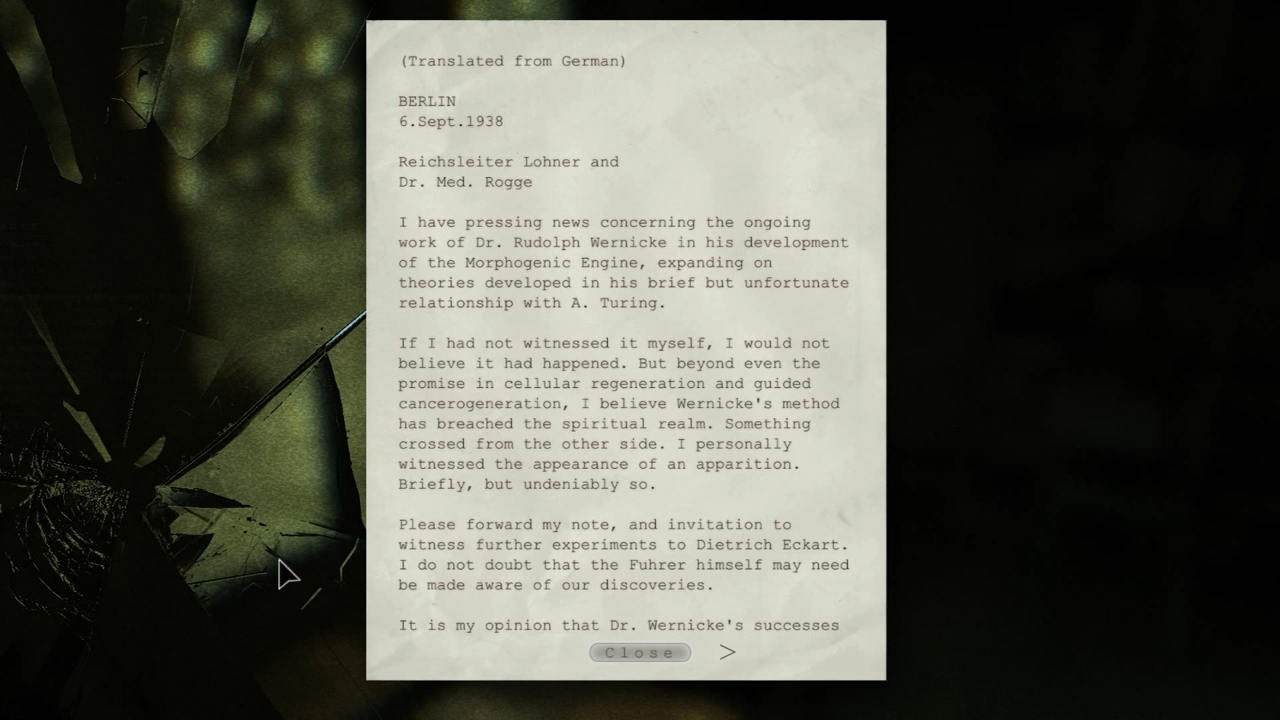 (Translated from German)
BERLIN
6.Sept.1938
Reichsleiter Lohner and
Dr. Med. Rogge
I have pressing news concerning the ongoing
work of Dr. Rudolph Wernicke in his development
of the Morphogenic Engine, expanding on
theories developed in his brief but unfortunate
relationship with A. Turing.
If I had not witnessed it myself, I would not
believe it had happened. But beyond even the
promise in cellular regeneration and guided
cancerogeneration, I believe Wernicke's method
has breached the spiritual realm. Something
crossed from the other side. I personally
witnessed the appearance of an apparition.
Briefly, but undeniably so.
Please forward my note, and invitation to
witness further experiments to Dietrich Eckart.
I do not doubt that the Fuhrer himself may need
be made aware of our discoveries.
It is my opinion that Dr. Wernicke's successes
Close >